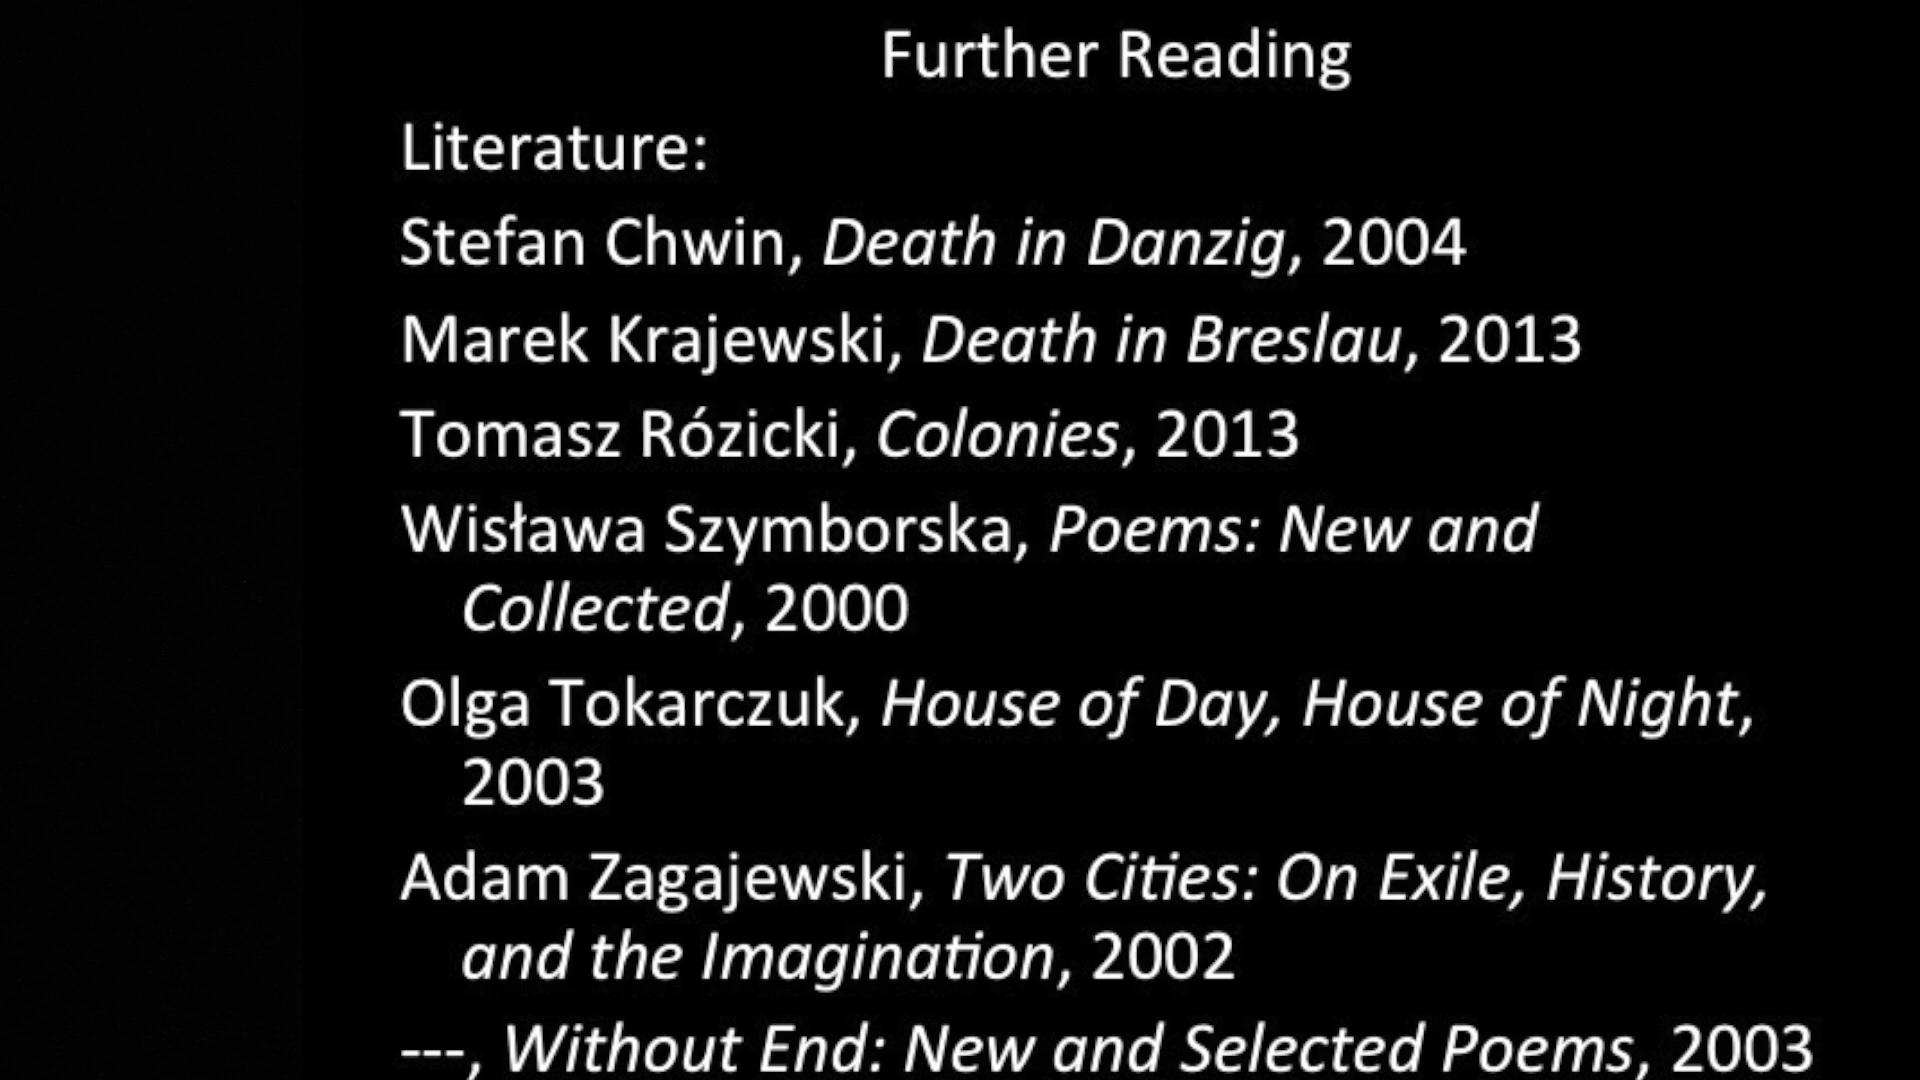 Further Reading
Literature:
Stefan Chwin, Death in Danzig, 2004
Marek Krajewski, Death in Breslau, 2013
Tomasz Rózicki, Colonies, 2013
Wisława Szymborska, Poems: New and
Collected, 2000
Olga Tokarczuk, House of Day, House of Night,
2003
Adam Zagajewski, Two Cities: On Exile, History,
and the Imagination, 2002
---, Without End: New and Selected Poems, 2003